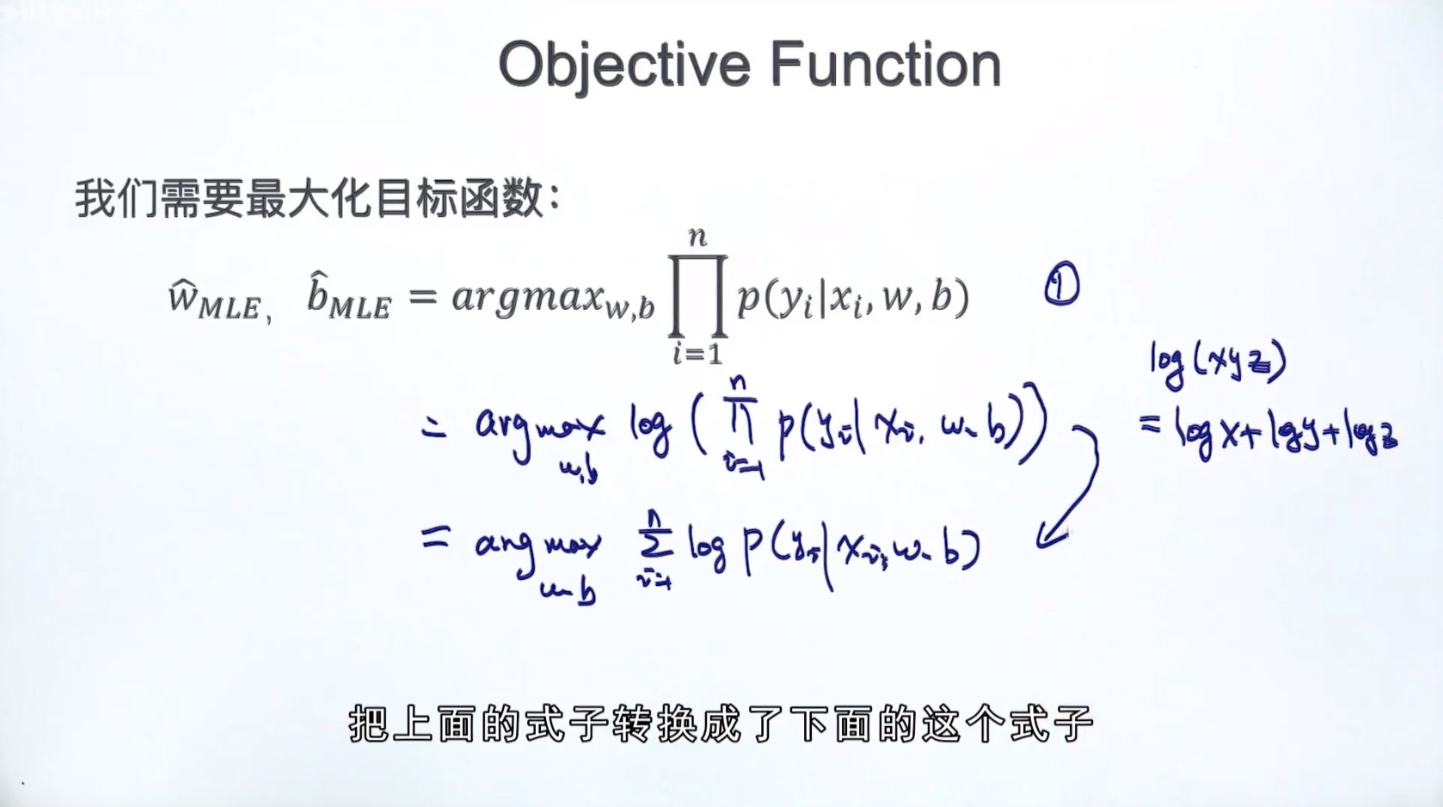 Objective Function
我们需要最大化目标函数：
ŵ_MLE, b̂_MLE = argmax_{w,b} ∏_{i=1}^{n} p(y_i|x_i, w, b) ①
= argmax_{w,b} log(∏_{i=1}^{n} p(y_i|x_i, w, b))
= argmax_{w,b} ∑_{i=1}^{n} log p(y_i|x_i, w, b)
log(xyz)
= log x + log y + log z
把上面的式子转换成了下面的这个式子